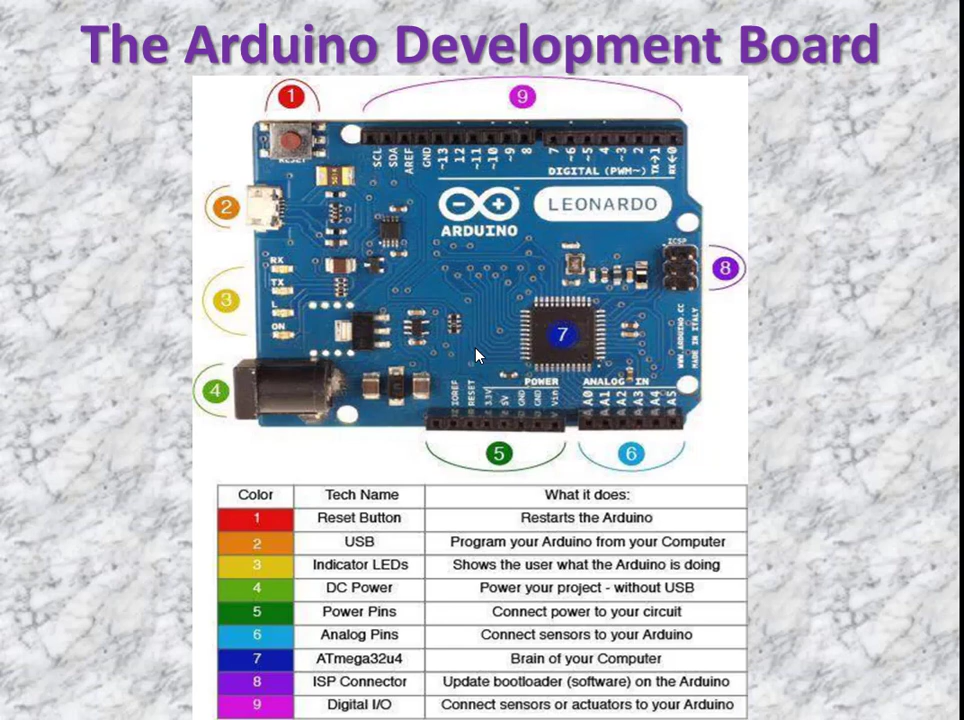 The Arduino Development Board
1
9
RESET
SCL
SDA
AREF
GND
~13
12
~11
~10
~9
8
7
~6
~5
4
~3
2
TX→1
RX←0
DIGITAL (PWM~)
2
ARDUINO
LEONARDO
ICSP
8
RX
TX
L
ON
3
7
WWW.ARDUINO.CC
MADE IN ITALY
4
POWER
ANALOG IN
IOREF
RESET
3.3V
5V
GND
GND
Vin
A0
A1
A2
A3
A4
A5
5
6
Color Tech Name What it does:
1 Reset Button Restarts the Arduino
2 USB Program your Arduino from your Computer
3 Indicator LEDs Shows the user what the Arduino is doing
4 DC Power Power your project - without USB
5 Power Pins Connect power to your circuit
6 Analog Pins Connect sensors to your Arduino
7 ATmega32u4 Brain of your Computer
8 ISP Connector Update bootloader (software) on the Arduino
9 Digital I/O Connect sensors or actuators to your Arduino